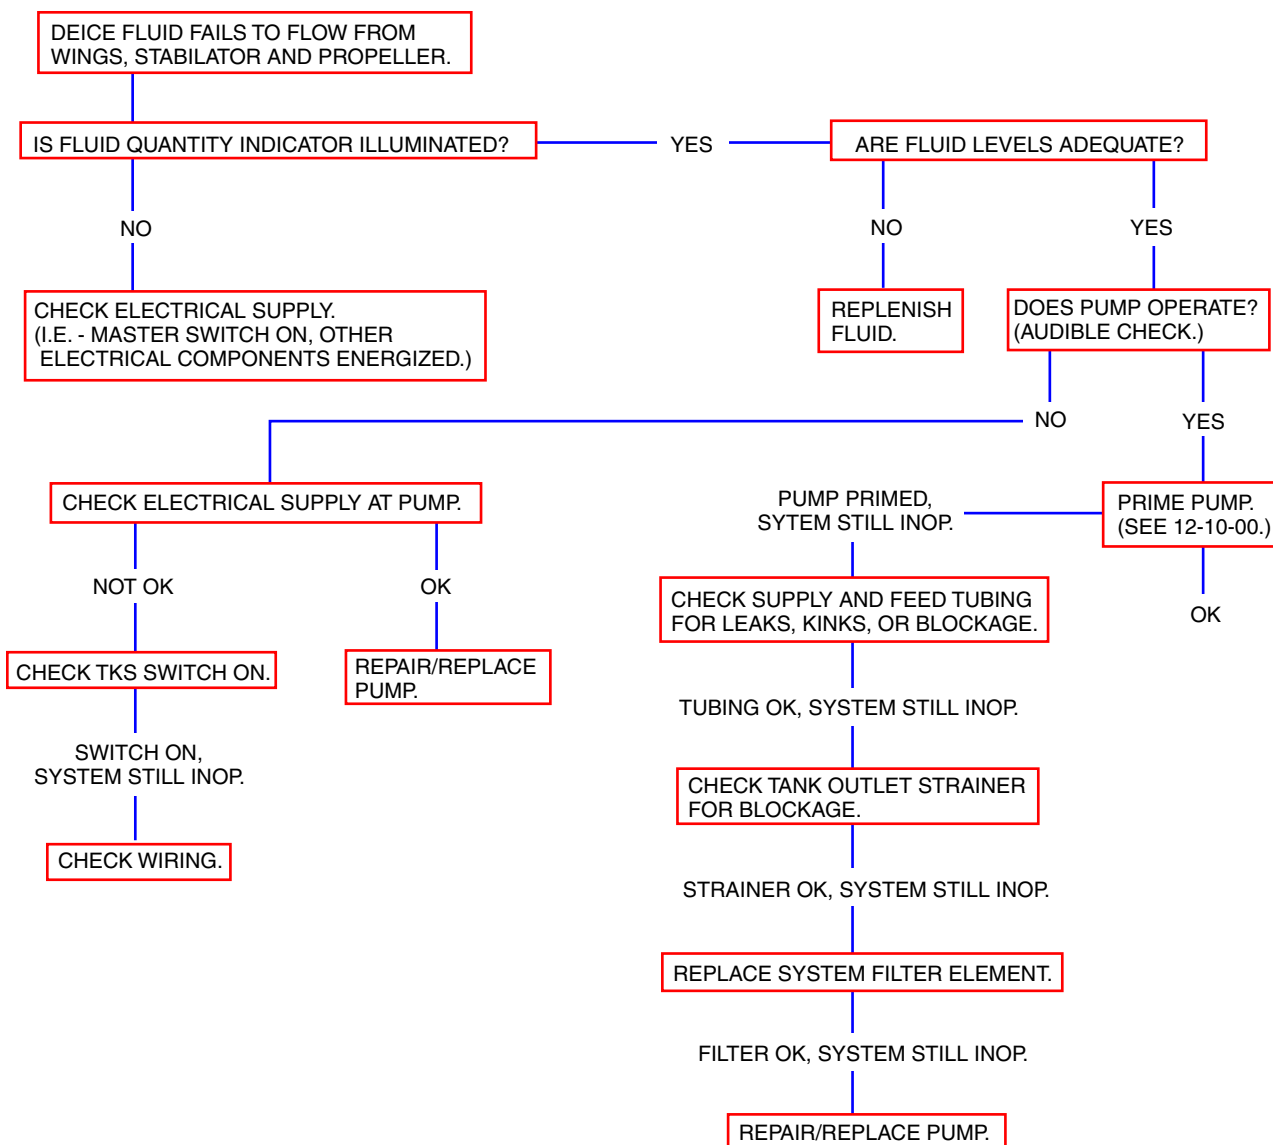 DEICE FLUID FAILS TO FLOW FROM
WINGS, STABILATOR AND PROPELLER.
IS FLUID QUANTITY INDICATOR ILLUMINATED?
YES
ARE FLUID LEVELS ADEQUATE?
NO
NO
YES
CHECK ELECTRICAL SUPPLY.
(I.E. - MASTER SWITCH ON, OTHER
ELECTRICAL COMPONENTS ENERGIZED.)
REPLENISH
FLUID.
DOES PUMP OPERATE?
(AUDIBLE CHECK.)
NO
YES
CHECK ELECTRICAL SUPPLY AT PUMP.
PUMP PRIMED,
SYTEM STILL INOP.
PRIME PUMP.
(SEE 12-10-00.)
NOT OK
OK
CHECK SUPPLY AND FEED TUBING
FOR LEAKS, KINKS, OR BLOCKAGE.
OK
CHECK TKS SWITCH ON.
REPAIR/REPLACE
PUMP.
TUBING OK, SYSTEM STILL INOP.
SWITCH ON,
SYSTEM STILL INOP.
CHECK TANK OUTLET STRAINER
FOR BLOCKAGE.
CHECK WIRING.
STRAINER OK, SYSTEM STILL INOP.
REPLACE SYSTEM FILTER ELEMENT.
FILTER OK, SYSTEM STILL INOP.
REPAIR/REPLACE PUMP.